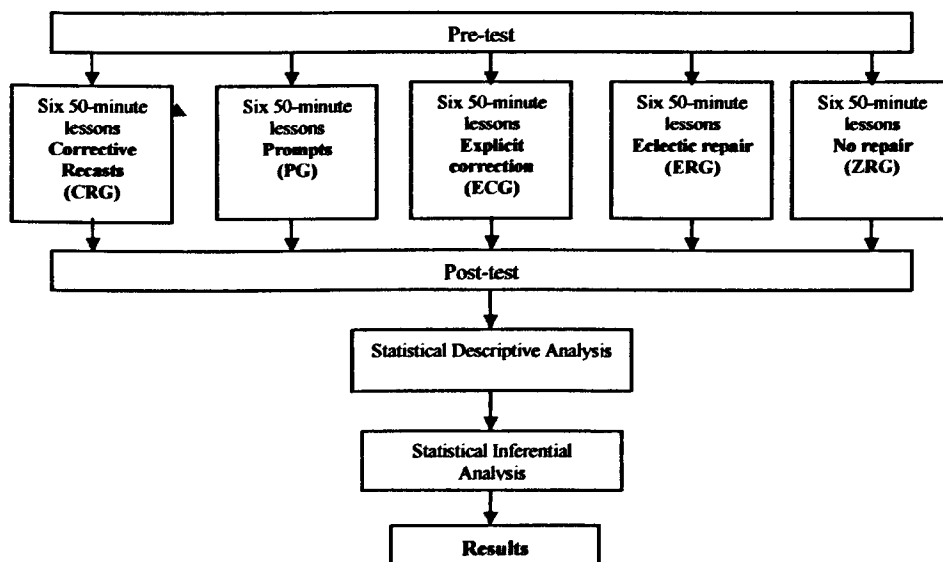 Pre-test
Six 50-minute
lessons
Corrective
Recasts
(CRG)
Six 50-minute
lessons
Prompts
(PG)
Six 50-minute
lessons
Explicit
correction
(ECG)
Six 50-minute
lessons
Eclectic repair
(ERG)
Six 50-minute
lessons
No repair
(ZRG)
Post-test
Statistical Descriptive Analysis
Statistical Inferential
Analysis
Results